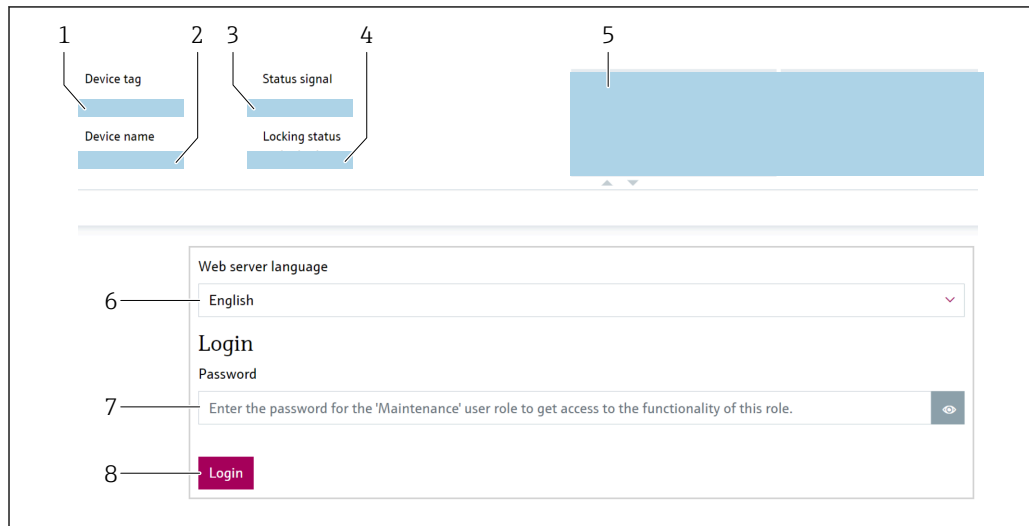 1 2 3 4 5
Device tag Status signal
Device name Locking status
Web server language
6 English
Login
Password
7 Enter the password for the 'Maintenance' user role to get access to the functionality of this role.
8 Login